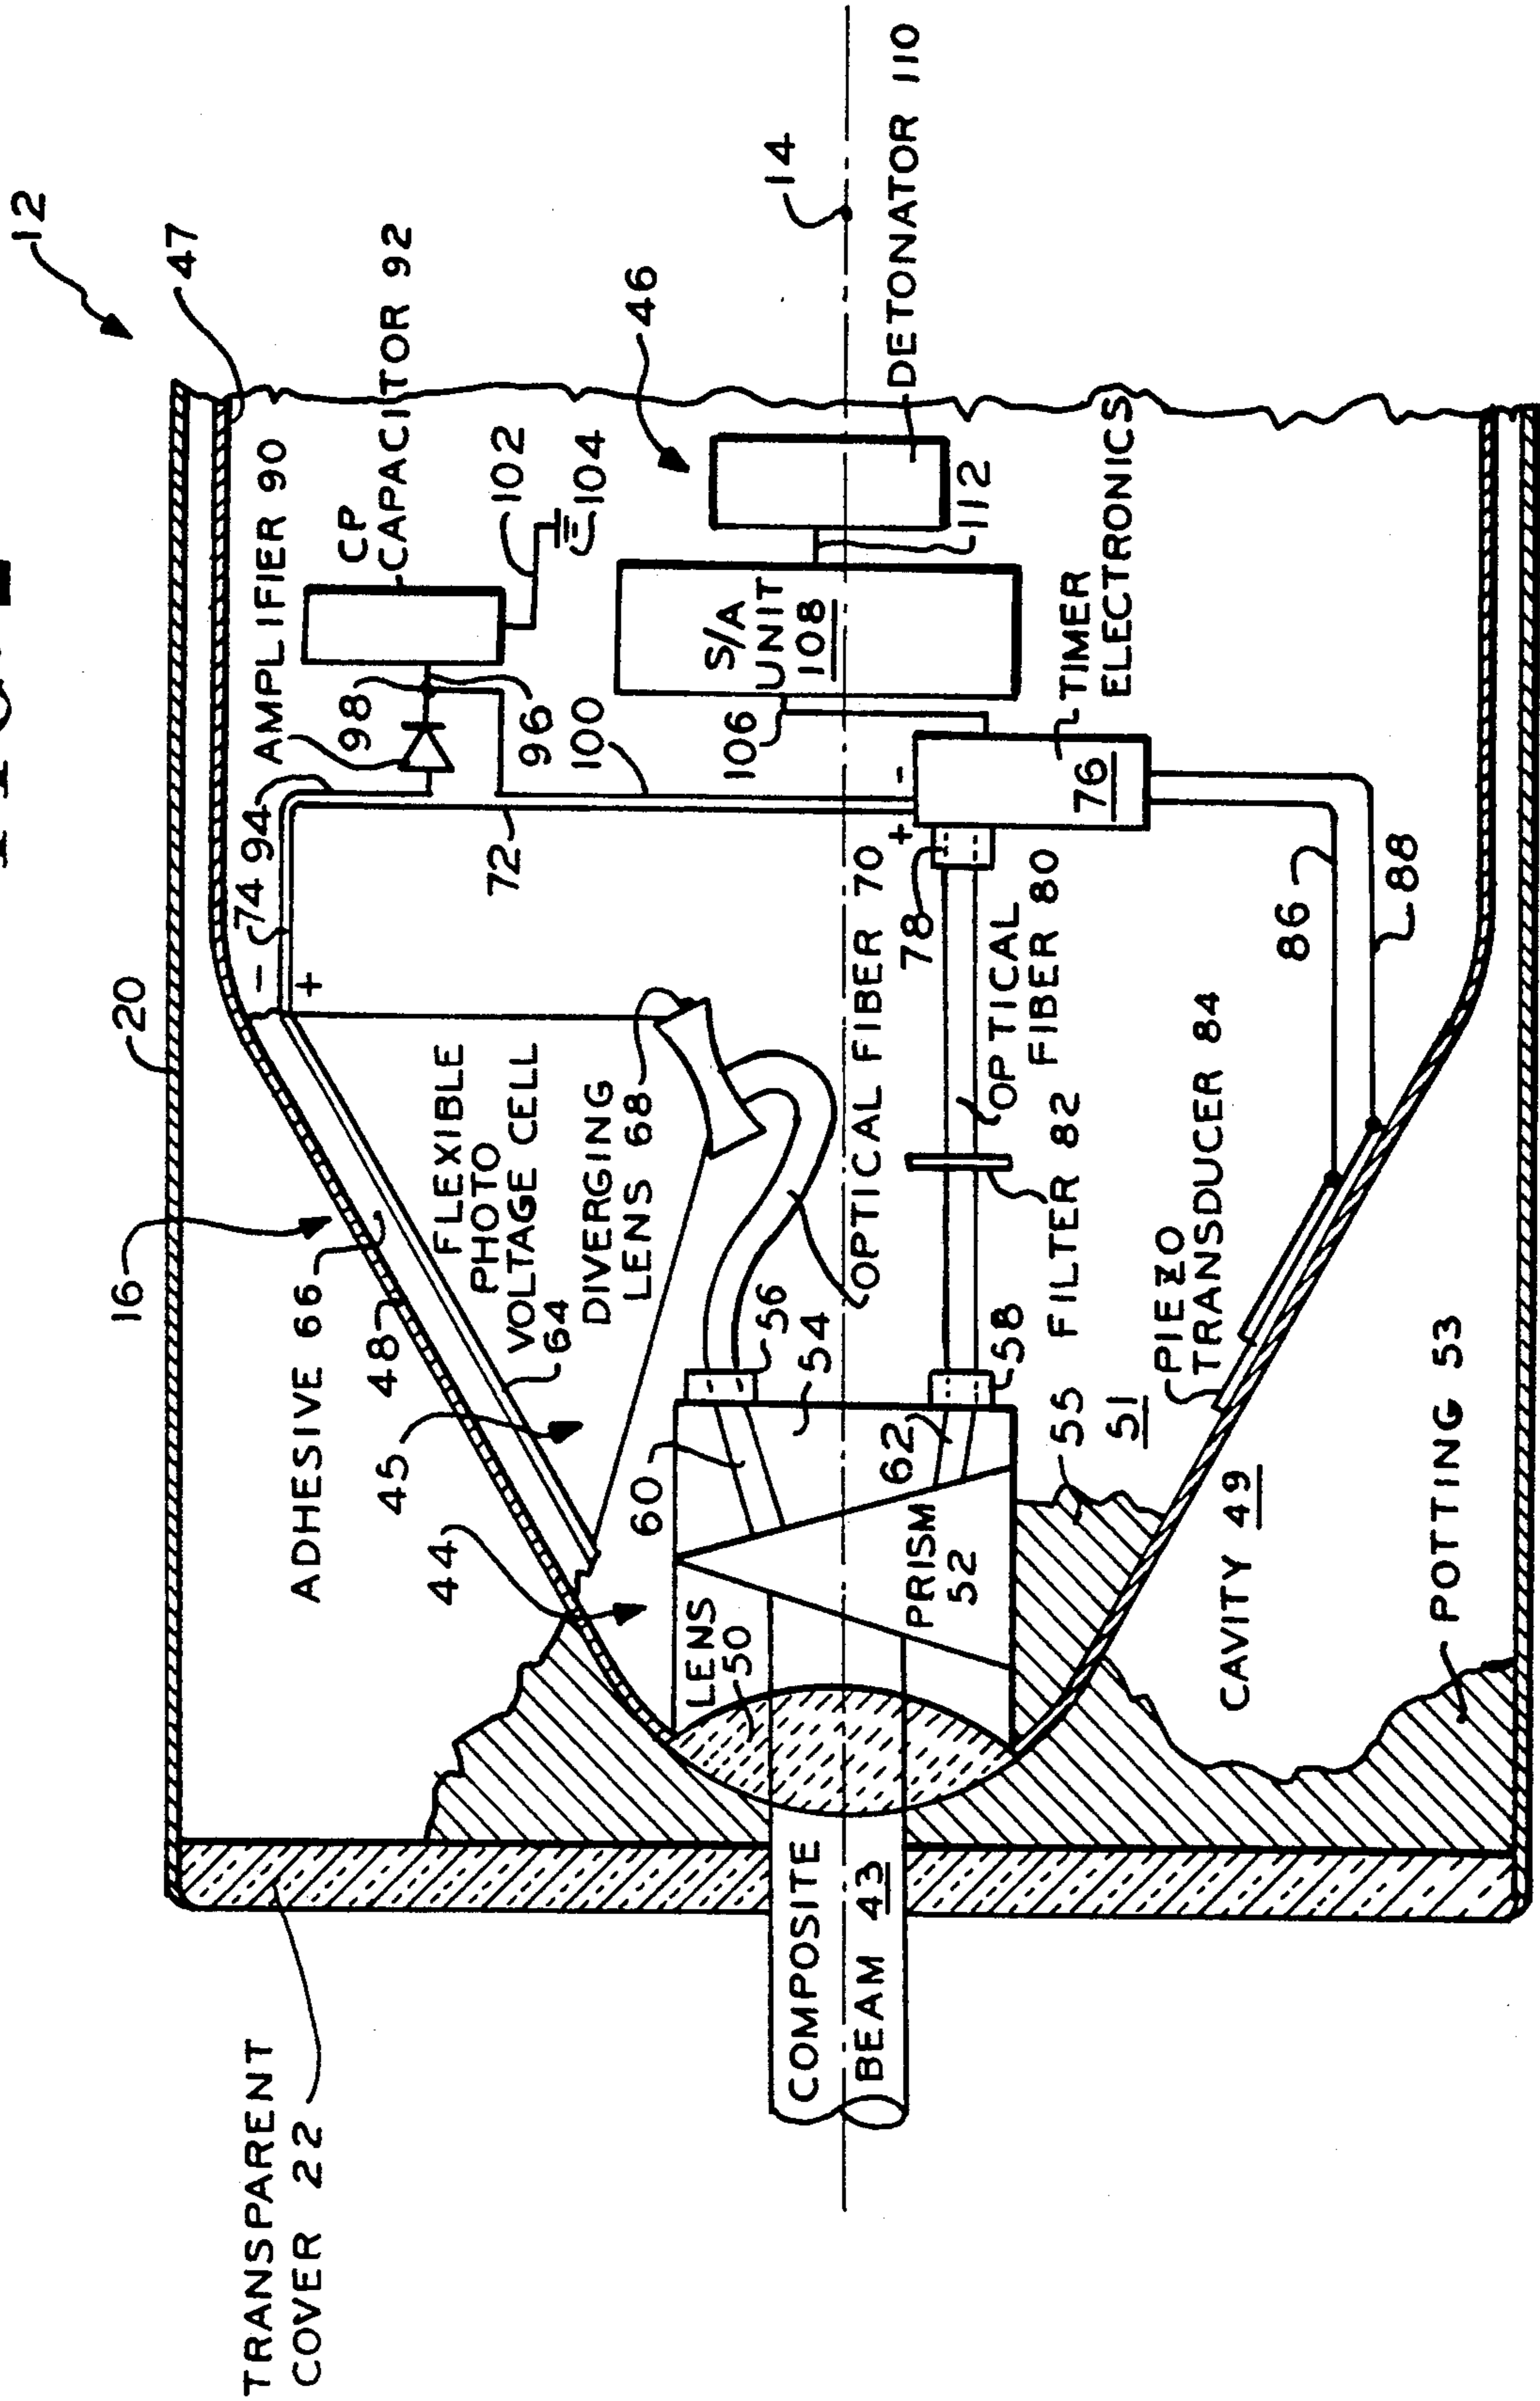 12
47
20
16
AMPLIFIER 90
CP
CAPACITOR 92
102
104
46
14
DETONATOR 110
112
S/A
UNIT
108
98
96
100
106
94
74
-
+
72
TIMER
ELECTRONICS
76
-
+
78
OPTICAL
FIBER 80
OPTICAL FIBER 70
86
88
FLEXIBLE
PHOTO
VOLTAGE CELL
64
DIVERGING
LENS 68
ADHESIVE 66
48
45
44
56
54
58
60
62
FILTER 82
PIEZO
TRANSDUCER 84
55
51
CAVITY 49
POTTING 53
LENS
50
PRISM
52
COMPOSITE
BEAM 43
TRANSPARENT
COVER 22